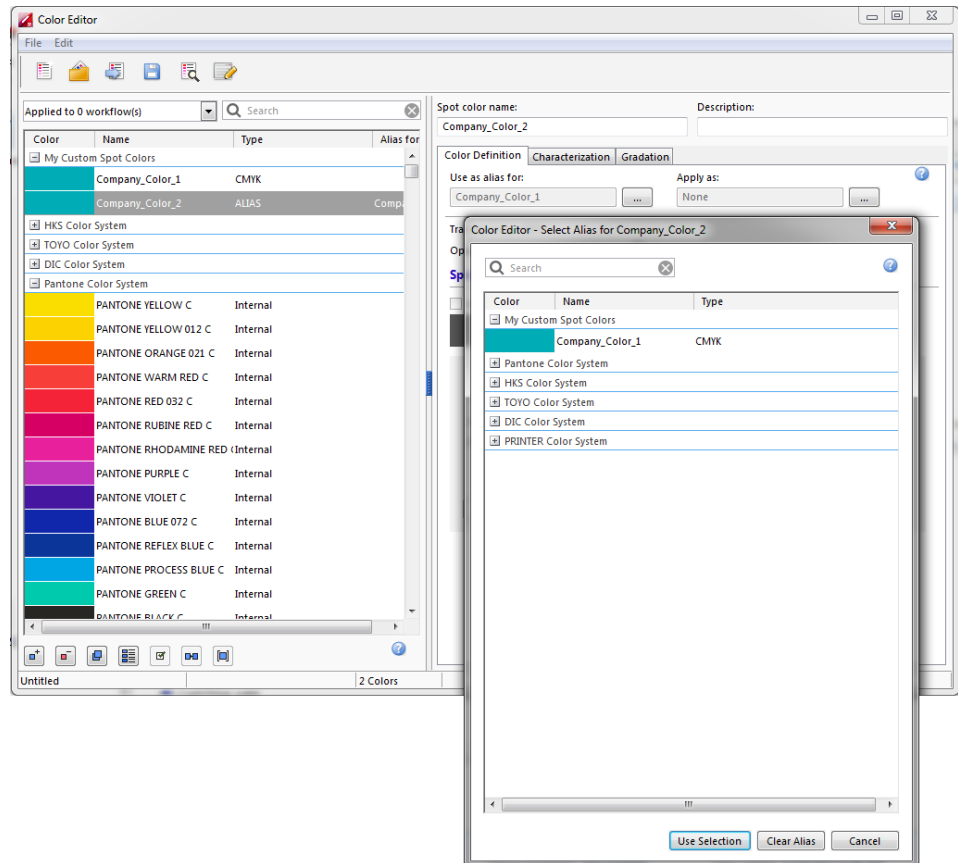 Color Editor
File Edit
Applied to 0 workflow(s) Search
Color Name Type Alias for
My Custom Spot Colors
Company_Color_1 CMYK
Company_Color_2 ALIAS Compa
HKS Color System
TOYO Color System
DIC Color System
Pantone Color System
PANTONE YELLOW C Internal
PANTONE YELLOW 012 C Internal
PANTONE ORANGE 021 C Internal
PANTONE WARM RED C Internal
PANTONE RED 032 C Internal
PANTONE RUBINE RED C Internal
PANTONE RHODAMINE RED ( Internal
PANTONE PURPLE C Internal
PANTONE VIOLET C Internal
PANTONE BLUE 072 C Internal
PANTONE REFLEX BLUE C Internal
PANTONE PROCESS BLUE C Internal
PANTONE GREEN C Internal
PANTONE BLACK C Internal
Untitled 2 Colors
Spot color name: Description:
Company_Color_2
Color Definition Characterization Gradation
Use as alias for: Apply as:
Company_Color_1 ... None ...
Tra
Op
Sp
Color Editor - Select Alias for Company_Color_2
Search
Color Name Type
My Custom Spot Colors
Company_Color_1 CMYK
Pantone Color System
HKS Color System
TOYO Color System
DIC Color System
PRINTER Color System
Use Selection Clear Alias Cancel